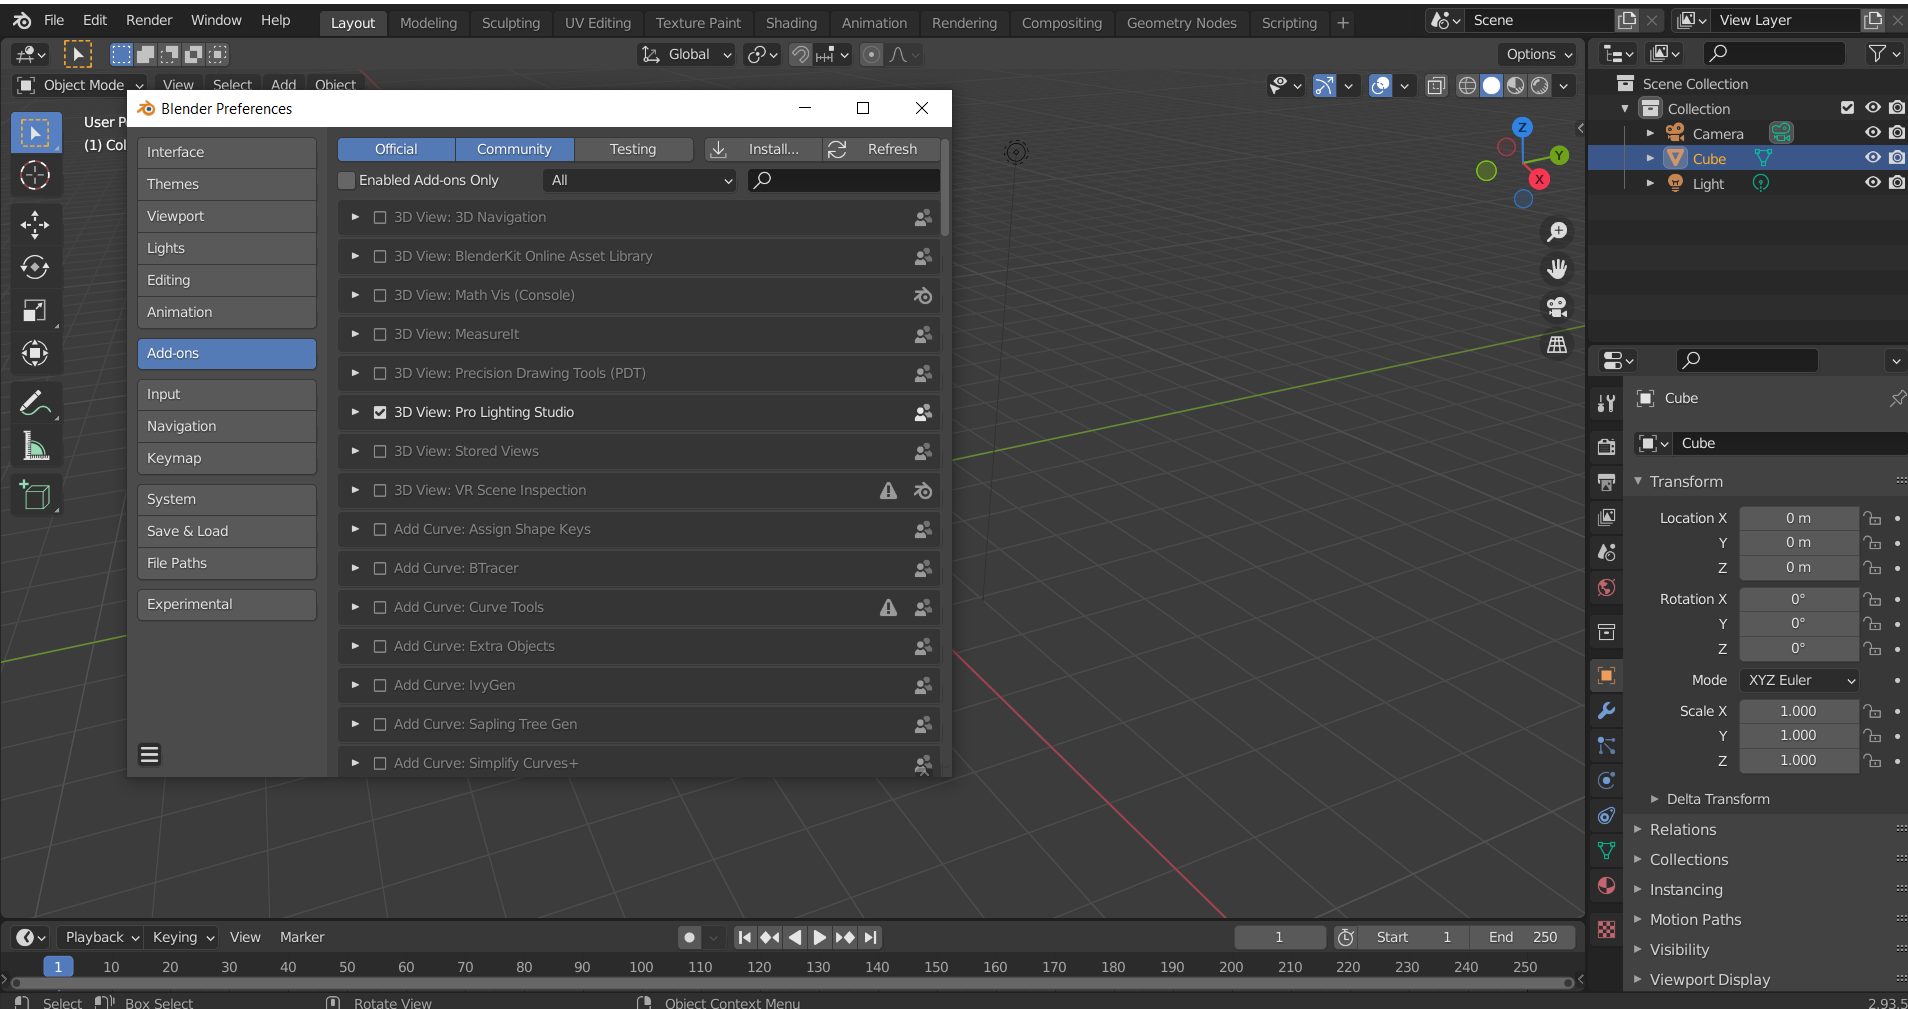 File Edit Render Window Help Layout Modeling Sculpting UV Editing Texture Paint Shading Animation Rendering Compositing Geometry Nodes Scripting + Scene View Layer
Global Options
Object Mode View Select Add Object
User P
(1) Col
Blender Preferences
Interface
Themes
Viewport
Lights
Editing
Animation
Add-ons
Input
Navigation
Keymap
System
Save & Load
File Paths
Experimental
Official Community Testing Install... Refresh
Enabled Add-ons Only All
3D View: 3D Navigation
3D View: BlenderKit Online Asset Library
3D View: Math Vis (Console)
3D View: MeasureIt
3D View: Precision Drawing Tools (PDT)
3D View: Pro Lighting Studio
3D View: Stored Views
3D View: VR Scene Inspection
Add Curve: Assign Shape Keys
Add Curve: BTracer
Add Curve: Curve Tools
Add Curve: Extra Objects
Add Curve: IvyGen
Add Curve: Sapling Tree Gen
Add Curve: Simplify Curves+
Z
Y
X
Scene Collection
Collection
Camera
Cube
Light
Cube
Cube
Transform
Location X 0 m
Y 0 m
Z 0 m
Rotation X 0°
Y 0°
Z 0°
Mode XYZ Euler
Scale X 1.000
Y 1.000
Z 1.000
Delta Transform
Relations
Collections
Instancing
Motion Paths
Visibility
Viewport Display
Playback Keying View Marker 1 Start 1 End 250
1 10 20 30 40 50 60 70 80 90 100 110 120 130 140 150 160 170 180 190 200 210 220 230 240 250
Select Box Select Rotate View Object Context Menu 2.93.5